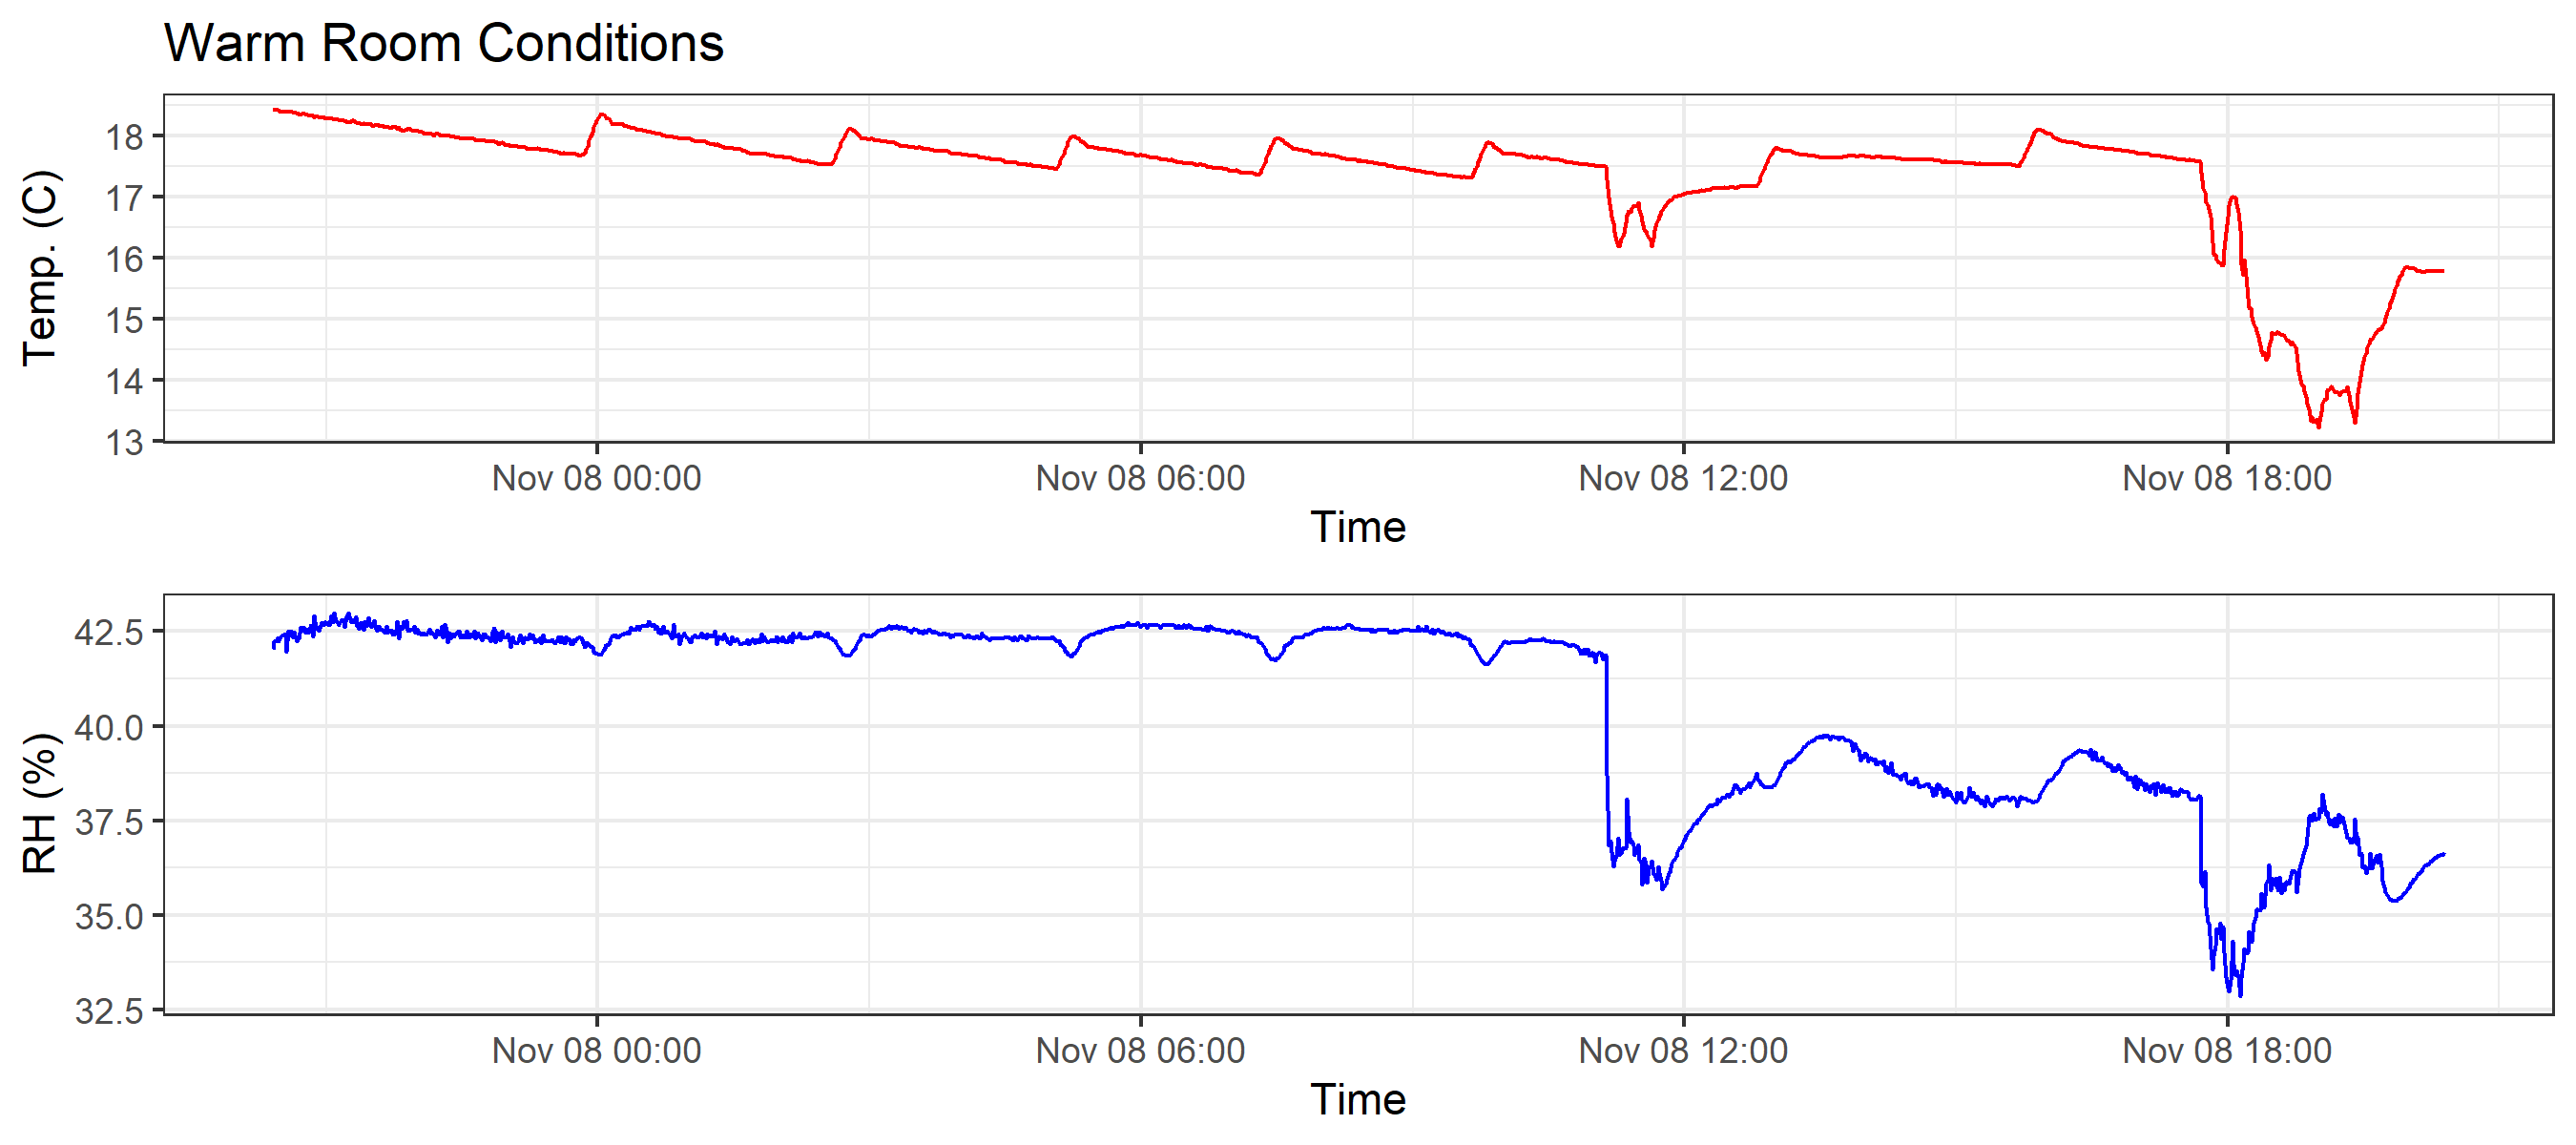 Warm Room Conditions
Temp. (C)
18
17
16
15
14
13
Nov 08 00:00 Nov 08 06:00 Nov 08 12:00 Nov 08 18:00
Time
RH (%)
42.5
40.0
37.5
35.0
32.5
Nov 08 00:00 Nov 08 06:00 Nov 08 12:00 Nov 08 18:00
Time